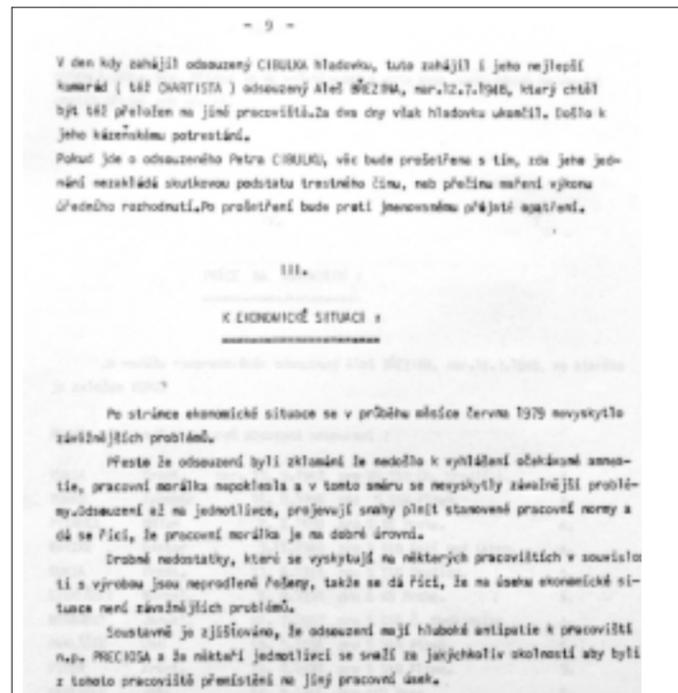 - 9 -
V den kdy zahájil odsouzený CIBULKA hladovku, tuto zahájil i jeho nejlepší
kamarád ( též CHARTISTA ) odsouzený Aleš BŘEZINA, nar.12.7.1948, který chtěl
být též přeložen na jiné pracoviště.Za dva dny však hladovku ukončil. Došlo k
jeho kázeňskému potrestání.
Pokud jde o odsouzeného Petra CIBULKU, věc bude prošetřena s tím, zda jeho jed-
nání nezakládá skutkovou podstatu trestného činu, neb přečinu maření výkonu
úředního rozhodnutí.Po prošetření bude proti jmenovanému přijato opatření.
III.
K EKONOMICKÉ SITUACI :
Po stránce ekonomické situace se v průběhu měsíce června 1979 nevyskytlo
závažnějších problémů.
Přesto že odsouzení byli zklamáni že nedošlo k vyhlášení očekávané amnes-
tie, pracovní morálka nepoklesla a v tomto směru se nevyskytly závažnější problé-
my.Odsouzení až na jednotlivce, projevují snahy plnit stanovené pracovní normy a
dá se říci, že pracovní morálka je na dobré úrovni.
Drobné nedostatky, které se vyskytují na některých pracovištích v souvislos
ti s výrobou jsou neprodleně řešeny, takže se dá říci, že na úseku ekonomické si-
tuace není závažnějších problémů.
Soustavně je zjišťováno, že odsouzení mají hluboké antipatie k pracovišti
n.p. PRECIOSA a že někteří jednotlivci se snaží za jakýchkoliv okolností aby byli
z tohoto pracoviště přemístěni na jiný pracovní úsek.